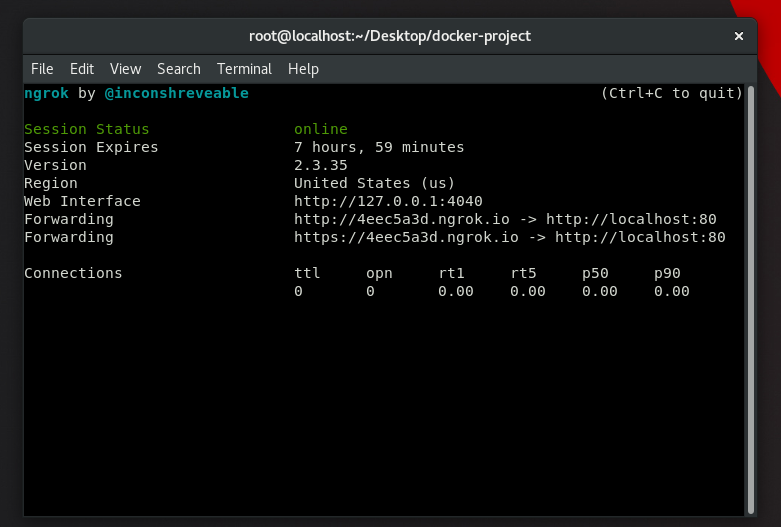 root@localhost:~/Desktop/docker-project ×
File Edit View Search Terminal Help
ngrok by @inconshreveable (Ctrl+C to quit)
Session Status online
Session Expires 7 hours, 59 minutes
Version 2.3.35
Region United States (us)
Web Interface http://127.0.0.1:4040
Forwarding http://4eec5a3d.ngrok.io -> http://localhost:80
Forwarding https://4eec5a3d.ngrok.io -> http://localhost:80
Connections ttl opn rt1 rt5 p50 p90
0 0 0.00 0.00 0.00 0.00